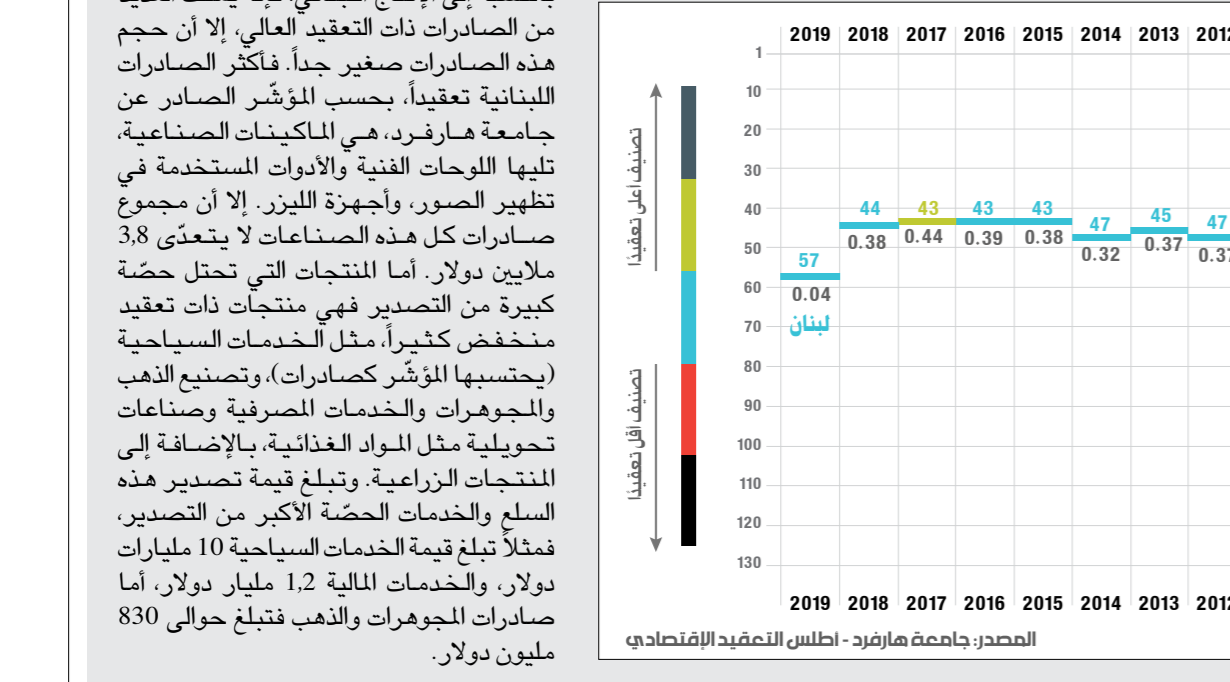 من الصادرات ذات التعقيد العالي، إلا أن حجم
هذه الصادرات صغير جداً. فأكثر الصادرات
اللبنانية تعقيداً، بحسب المؤشّر الصادر عن
جامعة هارفرد، هي الماكينات الصناعية،
تليها اللوحات الفنية والأدوات المستخدمة في
تظهير الصور، وأجهزة الليزر. إلا أن مجموع
صادرات كل هذه الصناعات لا يتعدّى 3,8
ملايين دولار. أما المنتجات التي تحتل حصّة
كبيرة من التصدير فهي منتجات ذات تعقيد
منخفض كثيراً، مثل الخدمات السياحية
(يحتسبها المؤشّر كصادرات)، وتصنيع الذهب
والمجوهرات والخدمات المصرفية وصناعات
تحويلية مثل المواد الغذائية، بالإضافة إلى
المنتجات الزراعية. وتبلغ قيمة تصدير هذه
السلع والخدمات الحصّة الأكبر من التصدير،
فمثلاً تبلغ قيمة الخدمات السياحية 10 مليارات
دولار، والخدمات المالية 1,2 مليار دولار، أما
صادرات المجوهرات والذهب فتبلغ حوالى 830
مليون دولار.
2019 2018 2017 2016 2015 2014 2013 2012
1
10
20
30
40
50
60
70
80
90
100
110
120
130
تصنيف أعلى تعقيدًا
تصنيف أقل تعقيدًا
57 44 43 43 43 47 45 47
0.04 0.38 0.44 0.39 0.38 0.32 0.37 0.37
لبنان
2019 2018 2017 2016 2015 2014 2013 2012
المصدر: جامعة هارفرد - أطلس التعقيد الإقتصادي